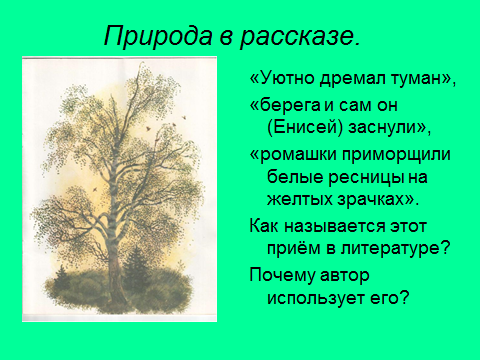 Природа в рассказе.
«Уютно дремал туман»,
«берега и сам он
(Енисей) заснули»,
«ромашки приморщили
белые ресницы на
желтых зрачках».
Как называется этот
приём в литературе?
Почему автор
использует его?